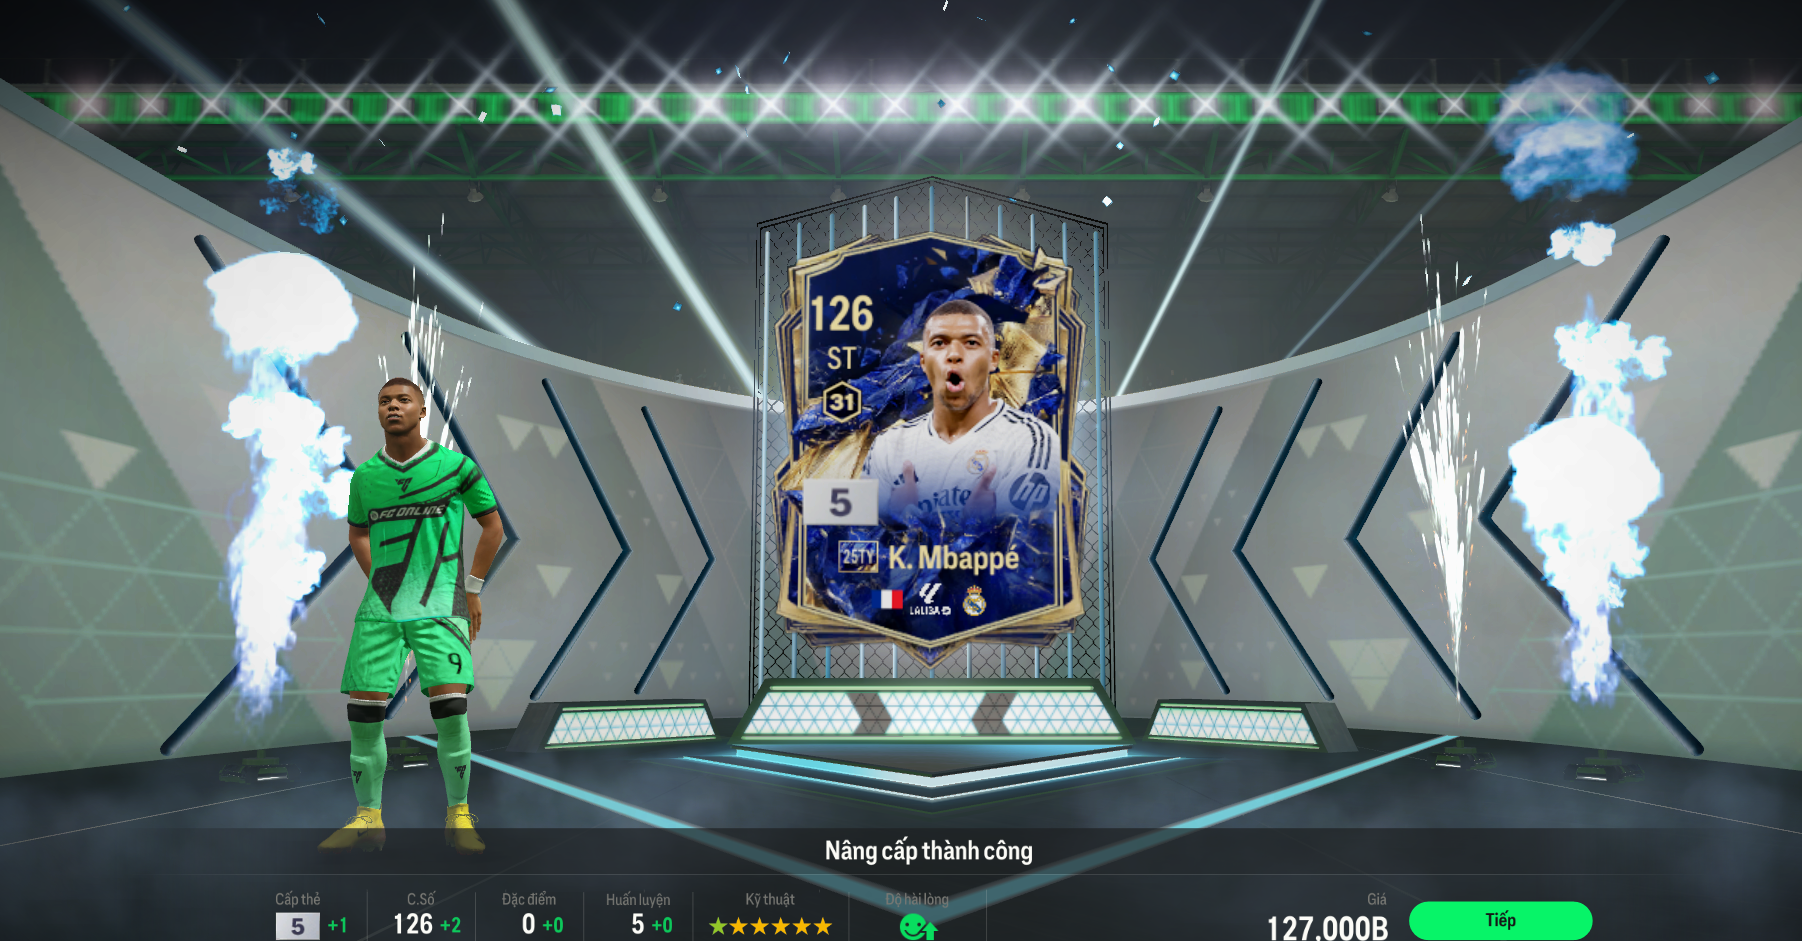 126
ST
31
5
25TY K. Mbappé
LALIGA
Emirates
hp
FC ONLINE
9
Nâng cấp thành công
Cấp thẻ
5 +1
C.Số
126 +2
Đặc điểm
0 +0
Huấn luyện
5 +0
Kỹ thuật
Độ hài lòng
Giá
127,000B
Tiếp